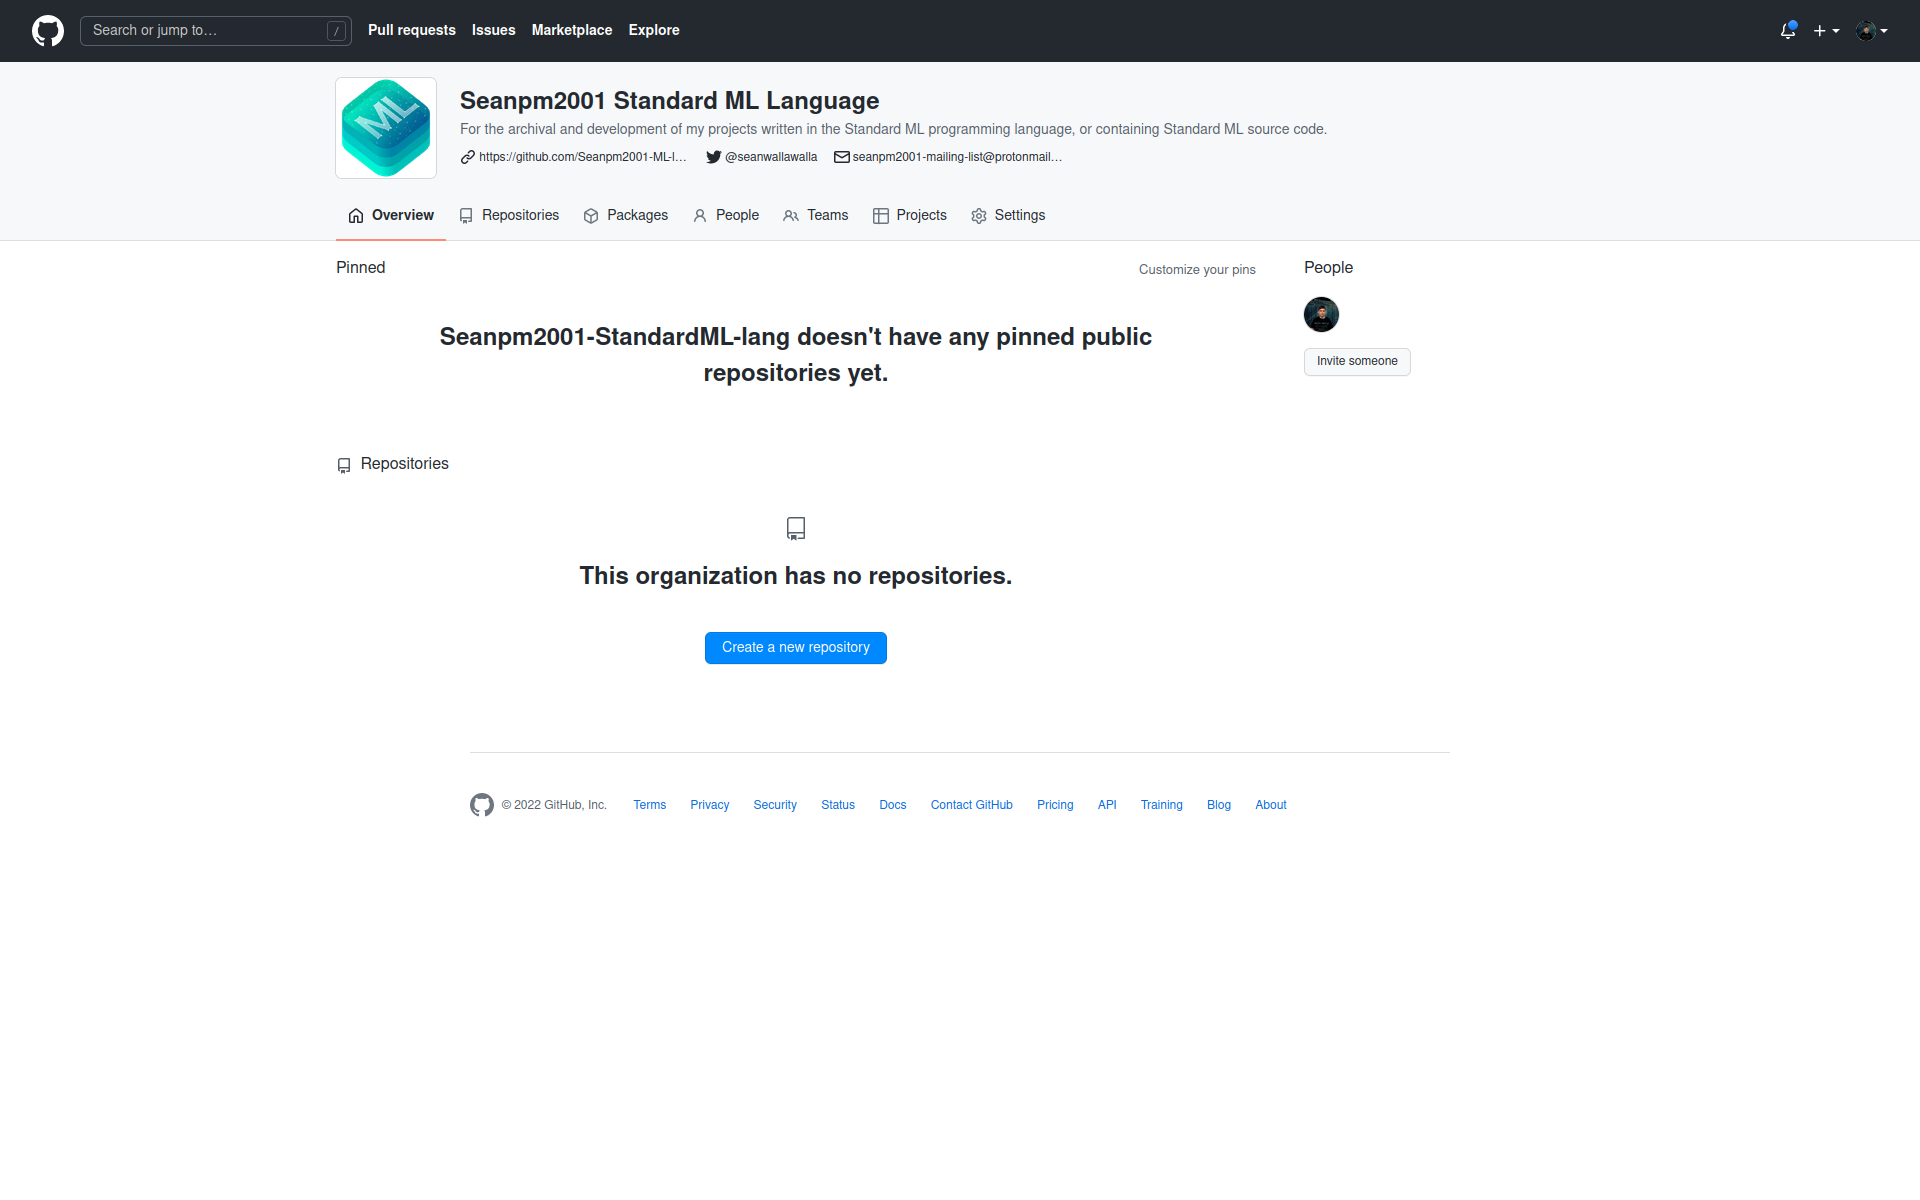 Search or jump to… /
Pull requests Issues Marketplace Explore
ML
Seanpm2001 Standard ML Language
For the archival and development of my projects written in the Standard ML programming language, or containing Standard ML source code.
https://github.com/Seanpm2001-ML-l… @seanwallawalla seanpm2001-mailing-list@protonmail…
Overview Repositories Packages People Teams Projects Settings
Pinned Customize your pins
Seanpm2001-StandardML-lang doesn't have any pinned public
repositories yet.
People
Invite someone
Repositories
This organization has no repositories.
Create a new repository
© 2022 GitHub, Inc. Terms Privacy Security Status Docs Contact GitHub Pricing API Training Blog About